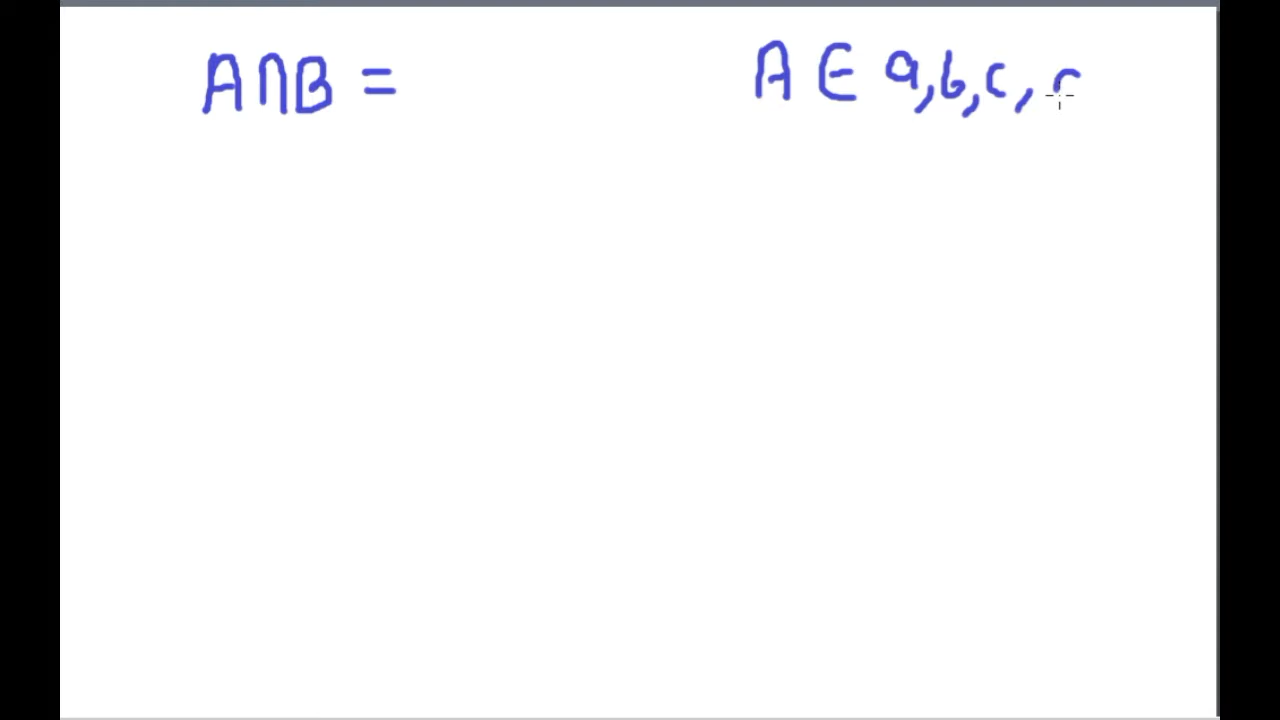 A∩B =
A ∈ a,b,c,